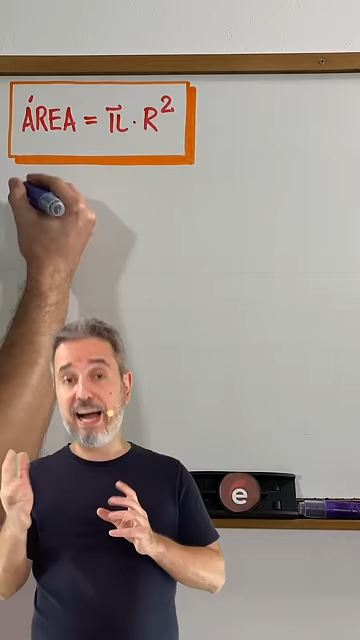 ÁREA = π · R²
e